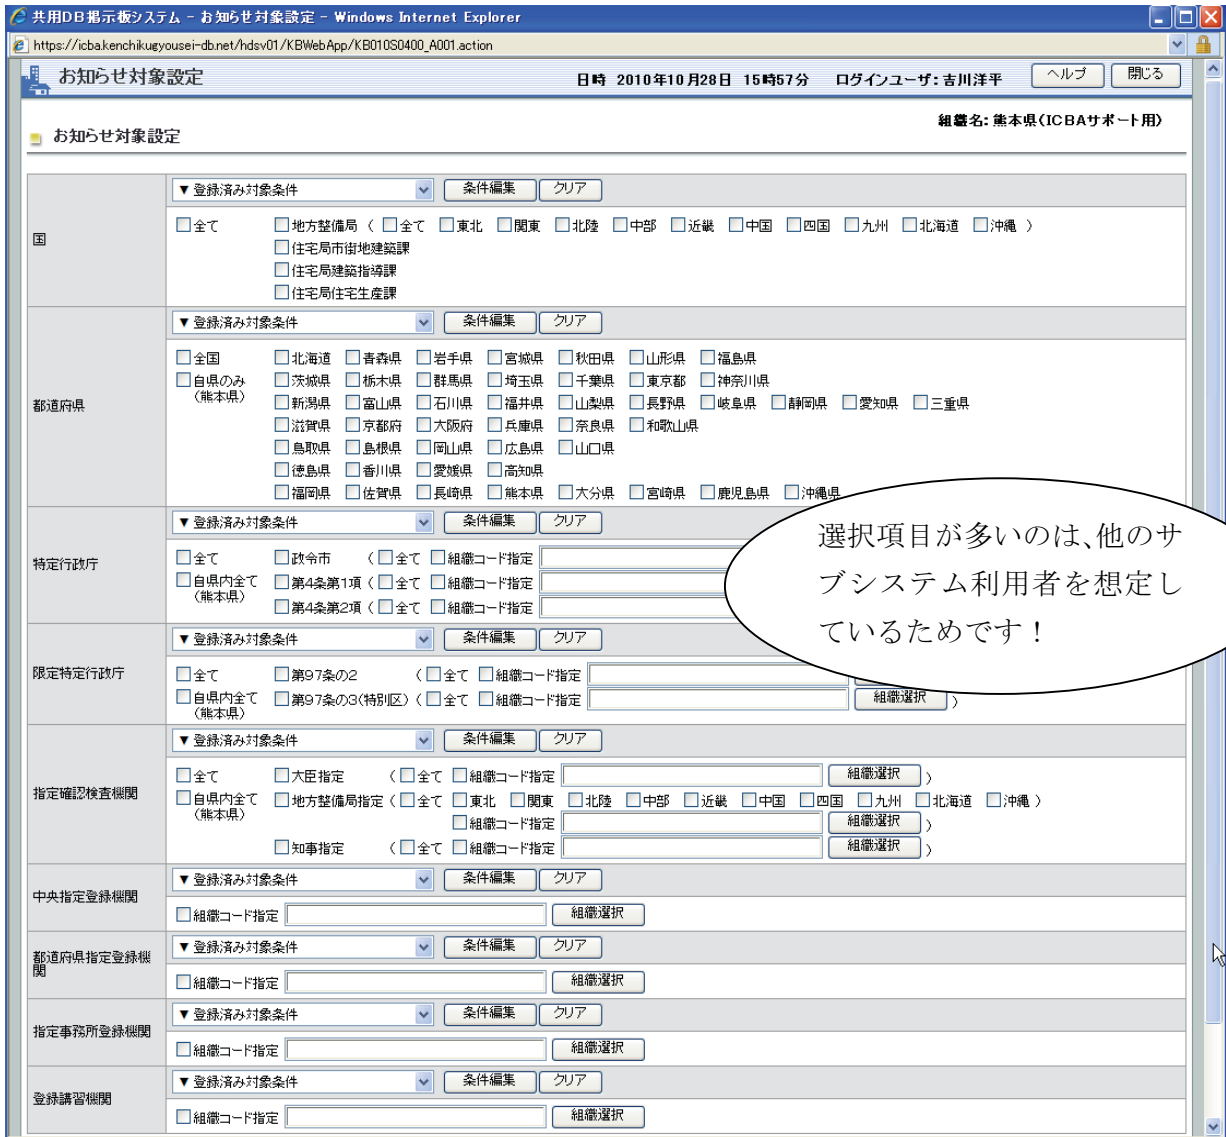 共用DB掲示板システム - お知らせ対象設定 - Windows Internet Explorer
https://icba.kenchikugyousei-db.net/hdsv01/KBWebApp/KB010S0400_A001.action
お知らせ対象設定 日時 2010年10月28日 15時57分 ログインユーザ：吉川洋平 ヘルプ 閉じる
組織名：熊本県(ICBAサポート用)
お知らせ対象設定
▼ 登録済み対象条件 条件編集 クリア
国
全て 地方整備局 ( 全て 東北 関東 北陸 中部 近畿 中国 四国 九州 北海道 沖縄 )
住宅局市街地建築課
住宅局建築指導課
住宅局住宅生産課
▼ 登録済み対象条件 条件編集 クリア
都道府県
全国 北海道 青森県 岩手県 宮城県 秋田県 山形県 福島県
自県のみ 茨城県 栃木県 群馬県 埼玉県 千葉県 東京都 神奈川県
(熊本県)
新潟県 富山県 石川県 福井県 山梨県 長野県 岐阜県 静岡県 愛知県 三重県
滋賀県 京都府 大阪府 兵庫県 奈良県 和歌山県
鳥取県 島根県 岡山県 広島県 山口県
徳島県 香川県 愛媛県 高知県
福岡県 佐賀県 長崎県 熊本県 大分県 宮崎県 鹿児島県 沖縄県
▼ 登録済み対象条件 条件編集 クリア
特定行政庁
全て 政令市 ( 全て 組織コード指定
自県内全て 第4条第1項 ( 全て 組織コード指定
(熊本県)
第4条第2項 ( 全て 組織コード指定
選択項目が多いのは、他のサ
ブシステム利用者を想定し
ているためです！
▼ 登録済み対象条件 条件編集 クリア
限定特定行政庁
全て 第97条の2 ( 全て 組織コード指定
自県内全て 第97条の3(特別区) ( 全て 組織コード指定 組織選択 )
(熊本県)
▼ 登録済み対象条件 条件編集 クリア
指定確認検査機関
全て 大臣指定 ( 全て 組織コード指定 組織選択 )
自県内全て 地方整備局指定 ( 全て 東北 関東 北陸 中部 近畿 中国 四国 九州 北海道 沖縄 )
(熊本県)
組織コード指定 組織選択 )
知事指定 ( 全て 組織コード指定 組織選択 )
▼ 登録済み対象条件 条件編集 クリア
中央指定登録機関
組織コード指定 組織選択
▼ 登録済み対象条件 条件編集 クリア
都道府県指定登録機
関
組織コード指定 組織選択
▼ 登録済み対象条件 条件編集 クリア
指定事務所登録機関
組織コード指定 組織選択
▼ 登録済み対象条件 条件編集 クリア
登録講習機関
組織コード指定 組織選択